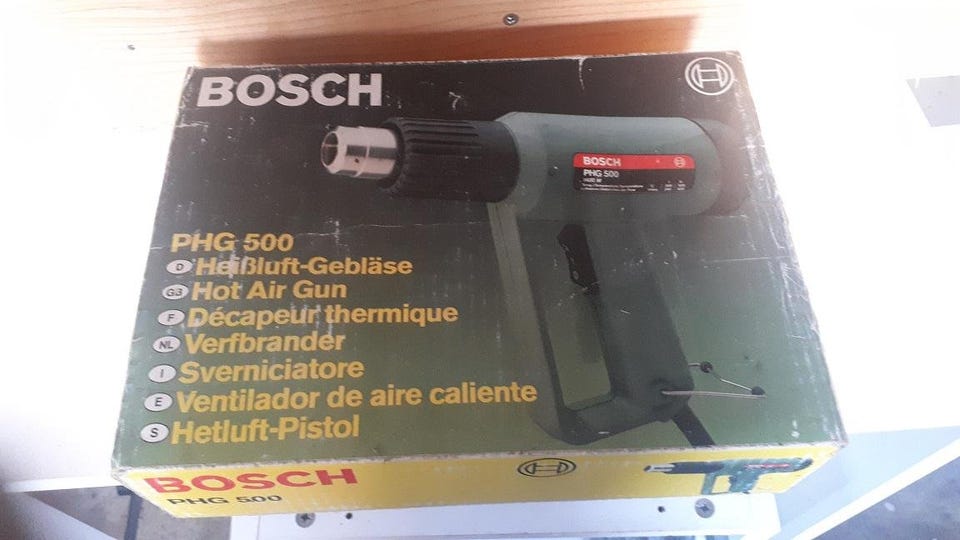 BOSCH
BOSCH
PHG 500
PHG 500
D Heißluft-Gebläse
GB Hot Air Gun
F Décapeur thermique
NL Verfbrander
I Sverniciatore
E Ventilador de aire caliente
S Hetluft-Pistol
BOSCH
PHG 500